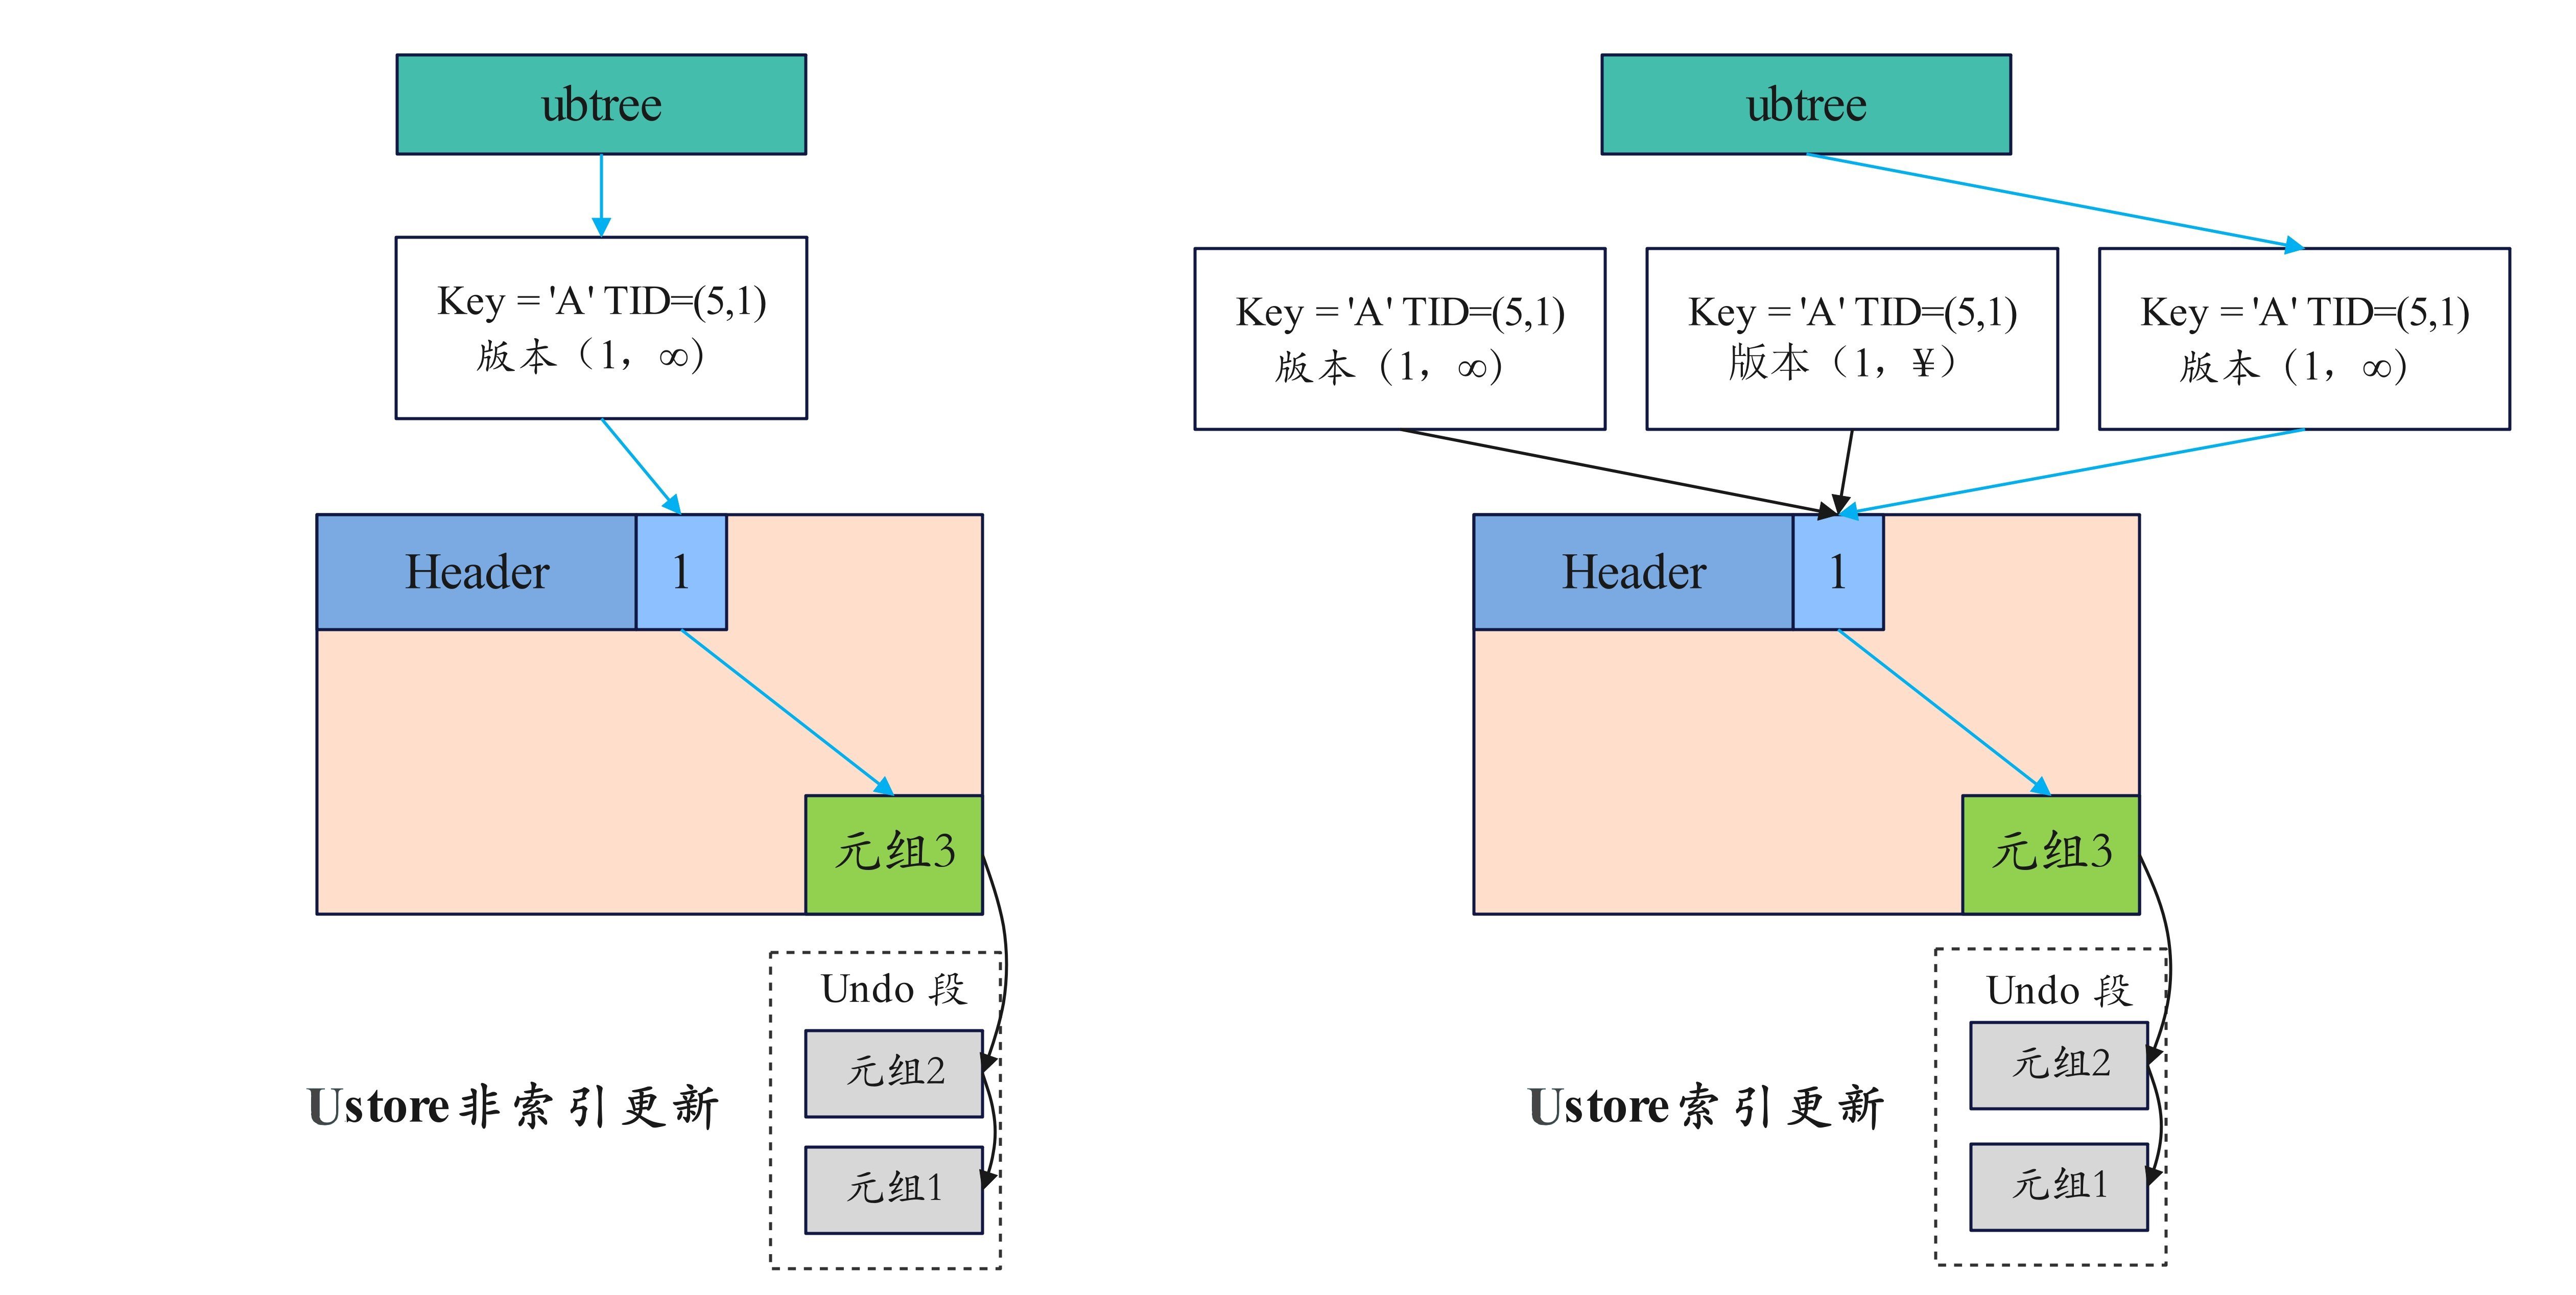 ubtree
Key = 'A' TID=(5,1)
版本（1，∞)
Header
1
元组3
Undo 段
元组2
元组1
Ustore非索引更新
ubtree
Key = 'A' TID=(5,1)
版本（1，∞)
Key = 'A' TID=(5,1)
版本（1，¥）
Key = 'A' TID=(5,1)
版本（1，∞)
Header
1
元组3
Undo 段
元组2
元组1
Ustore索引更新